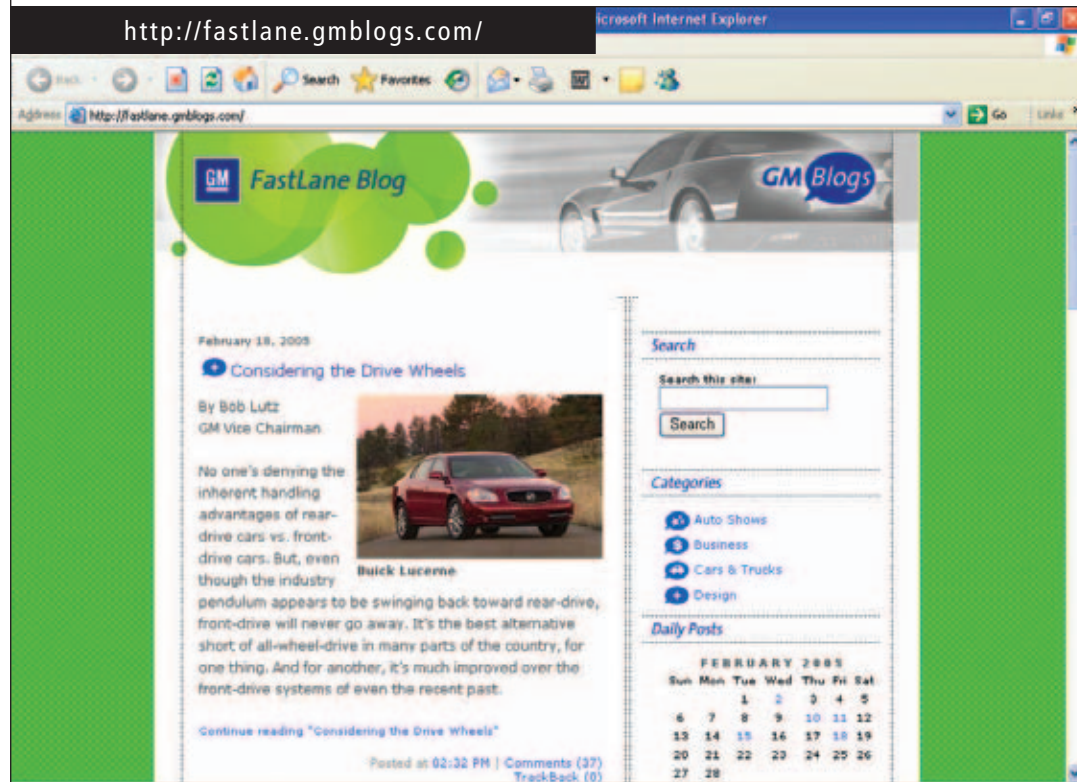 http://fastlane.gmblogs.com/
icrosoft Internet Explorer
Back
Search
Favorites
Address
http://fastlane.gmblogs.com/
Go
Links
GM
FastLane Blog
GM Blogs
February 18, 2005
Considering the Drive Wheels
By Bob Lutz
GM Vice Chairman
No one's denying the
inherent handling
advantages of rear-
drive cars vs. front-
drive cars. But, even
though the industry
pendulum appears to be swinging back toward rear-drive,
front-drive will never go away. It's the best alternative
short of all-wheel-drive in many parts of the country, for
one thing. And for another, it's much improved over the
front-drive systems of even the recent past.
Buick Lucerne
Continue reading "Considering the Drive Wheels"
Posted at 02:32 PM | Comments (37)
TrackBack (0)
Search
Search this site:
Search
Categories
Auto Shows
Business
Cars & Trucks
Design
Daily Posts
FEBRUARY 2005
Sun Mon Tue Wed Thu Fri Sat
1 2 3 4 5
6 7 8 9 10 11 12
13 14 15 16 17 18 19
20 21 22 23 24 25 26
27 28